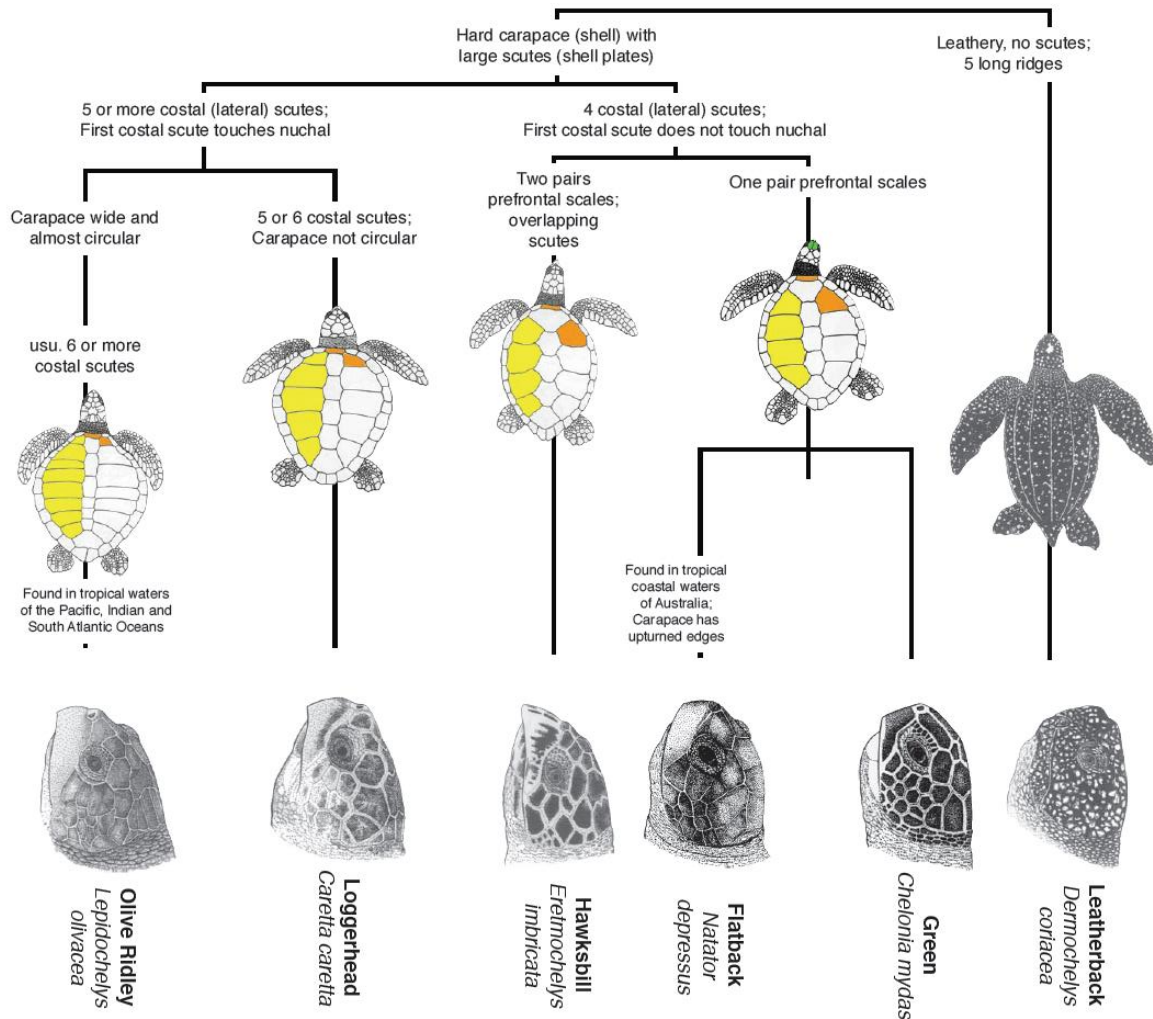 Hard carapace (shell) with
large scutes (shell plates)
Leathery, no scutes;
5 long ridges
5 or more costal (lateral) scutes;
First costal scute touches nuchal
4 costal (lateral) scutes;
First costal scute does not touch nuchal
Carapace wide and
almost circular
5 or 6 costal scutes;
Carapace not circular
Two pairs
prefrontal scales;
overlapping
scutes
One pair prefrontal scales
usu. 6 or more
costal scutes
Found in tropical waters
of the Pacific, Indian and
South Atlantic Oceans
Found in tropical
coastal waters
of Australia;
Carapace has
upturned edges
Olive Ridley
Lepidochelys
olivacea
Loggerhead
Caretta caretta
Hawksbill
Eretmochelys
imbricata
Flatback
Natator
depressus
Green
Chelonia mydas
Leatherback
Dermochelys
coriacea